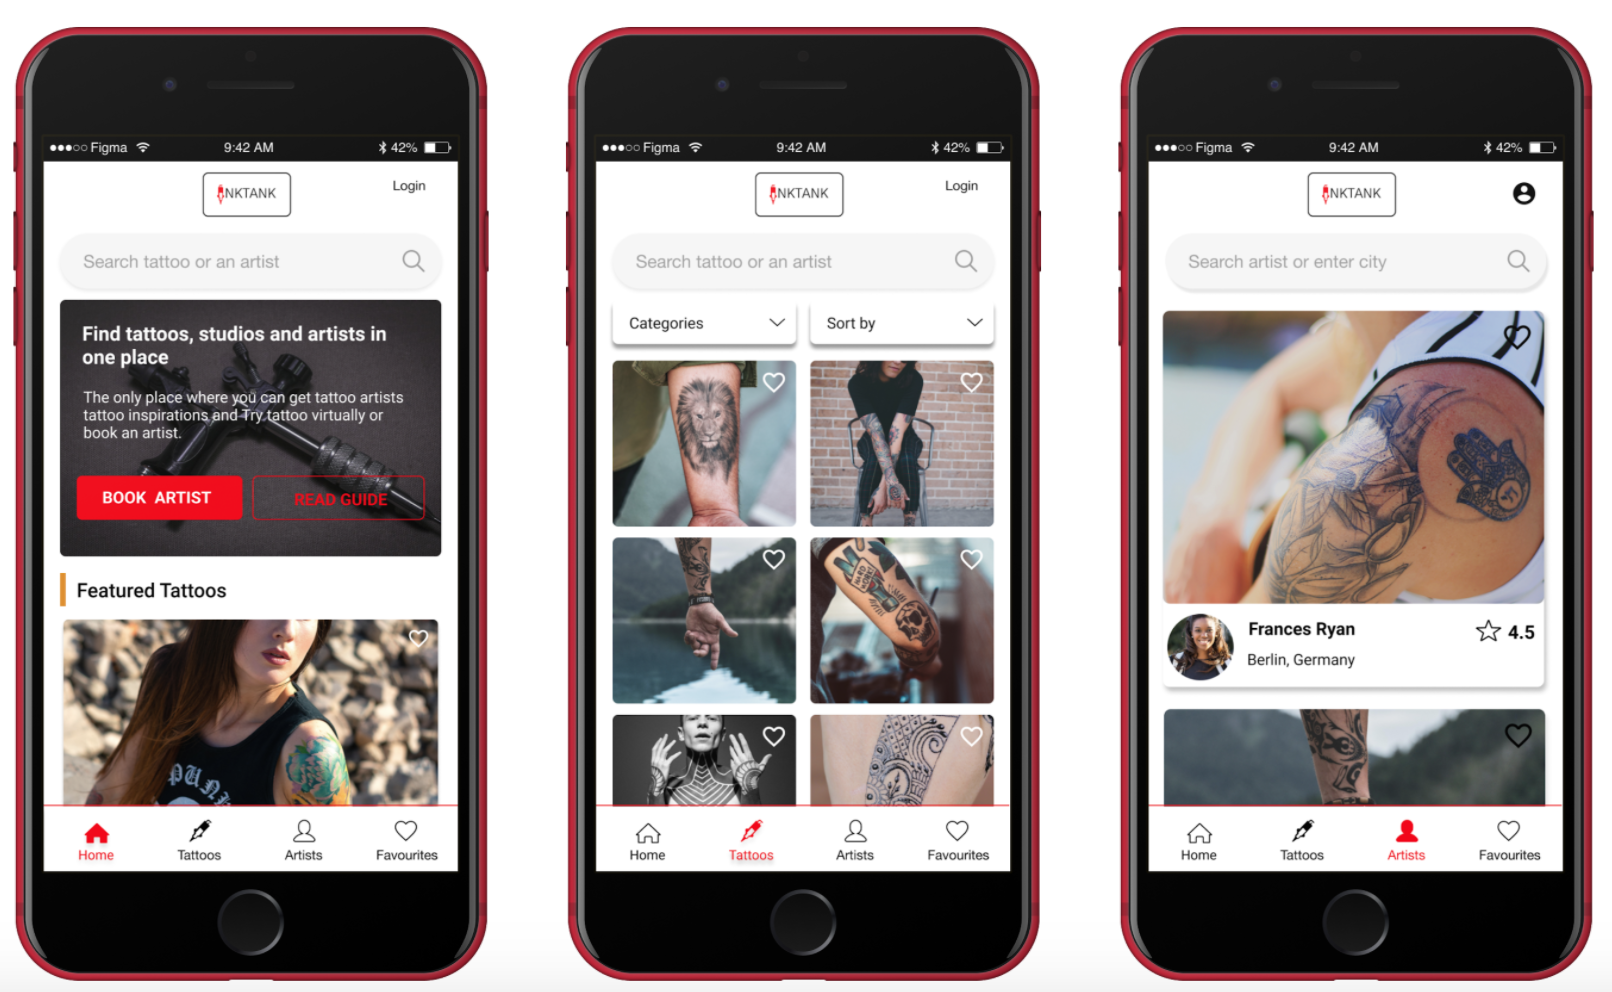 Figma 9:42 AM 42%
NKTANK
Login
Search tattoo or an artist
Find tattoos, studios and artists in
one place
The only place where you can get tattoo artists
tattoo inspirations and Try tattoo virtually or
book an artist.
BOOK ARTIST
READ GUIDE
Featured Tattoos
PUN
Home
Tattoos
Artists
Favourites
Figma 9:42 AM 42%
NKTANK
Login
Search tattoo or an artist
Categories
Sort by
HARD
Home
Tattoos
Artists
Favourites
Figma 9:42 AM 42%
NKTANK
Search artist or enter city
Frances Ryan
4.5
Berlin, Germany
Home
Tattoos
Artists
Favourites